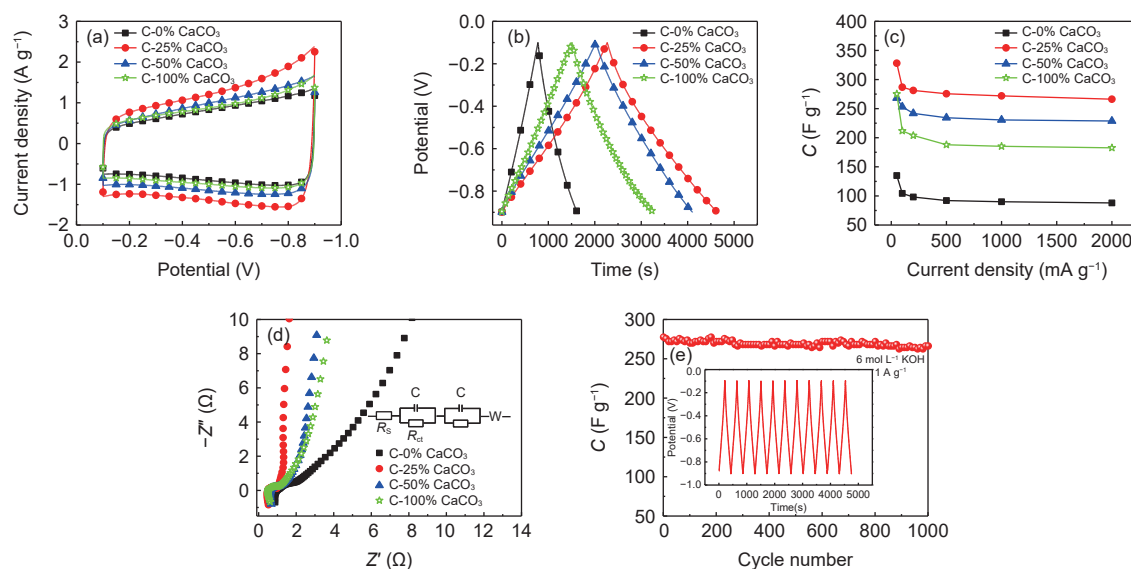 (a)
C-0% CaCO₃
C-25% CaCO₃
C-50% CaCO₃
C-100% CaCO₃
3
2
1
0
−1
−2
0.0 −0.2 −0.4 −0.6 −0.8 −1.0
Current density (A g⁻¹)
Potential (V)
(b)
C-0% CaCO₃
C-25% CaCO₃
C-50% CaCO₃
C-100% CaCO₃
0.0
−0.2
−0.4
−0.6
−0.8
0 1000 2000 3000 4000 5000
Potential (V)
Time (s)
(c)
C-0% CaCO₃
C-25% CaCO₃
C-50% CaCO₃
C-100% CaCO₃
400
350
300
250
200
150
100
50
0 500 1000 1500 2000
C (F g⁻¹)
Current density (mA g⁻¹)
(d)
10
8
6
4
2
0
0 2 4 6 8 10 12 14
−Z″ (Ω)
Z′ (Ω)
C C
R_S R_ct W
C-0% CaCO₃
C-25% CaCO₃
C-50% CaCO₃
C-100% CaCO₃
(e)
6 mol L⁻¹ KOH
1 A g⁻¹
300
250
200
150
100
50
0 200 400 600 800 1000
C (F g⁻¹)
Cycle number
0.0
−0.2
−0.4
−0.6
−0.8
−1.0
0 1000 2000 3000 4000 5000
Potential (V)
Time(s)